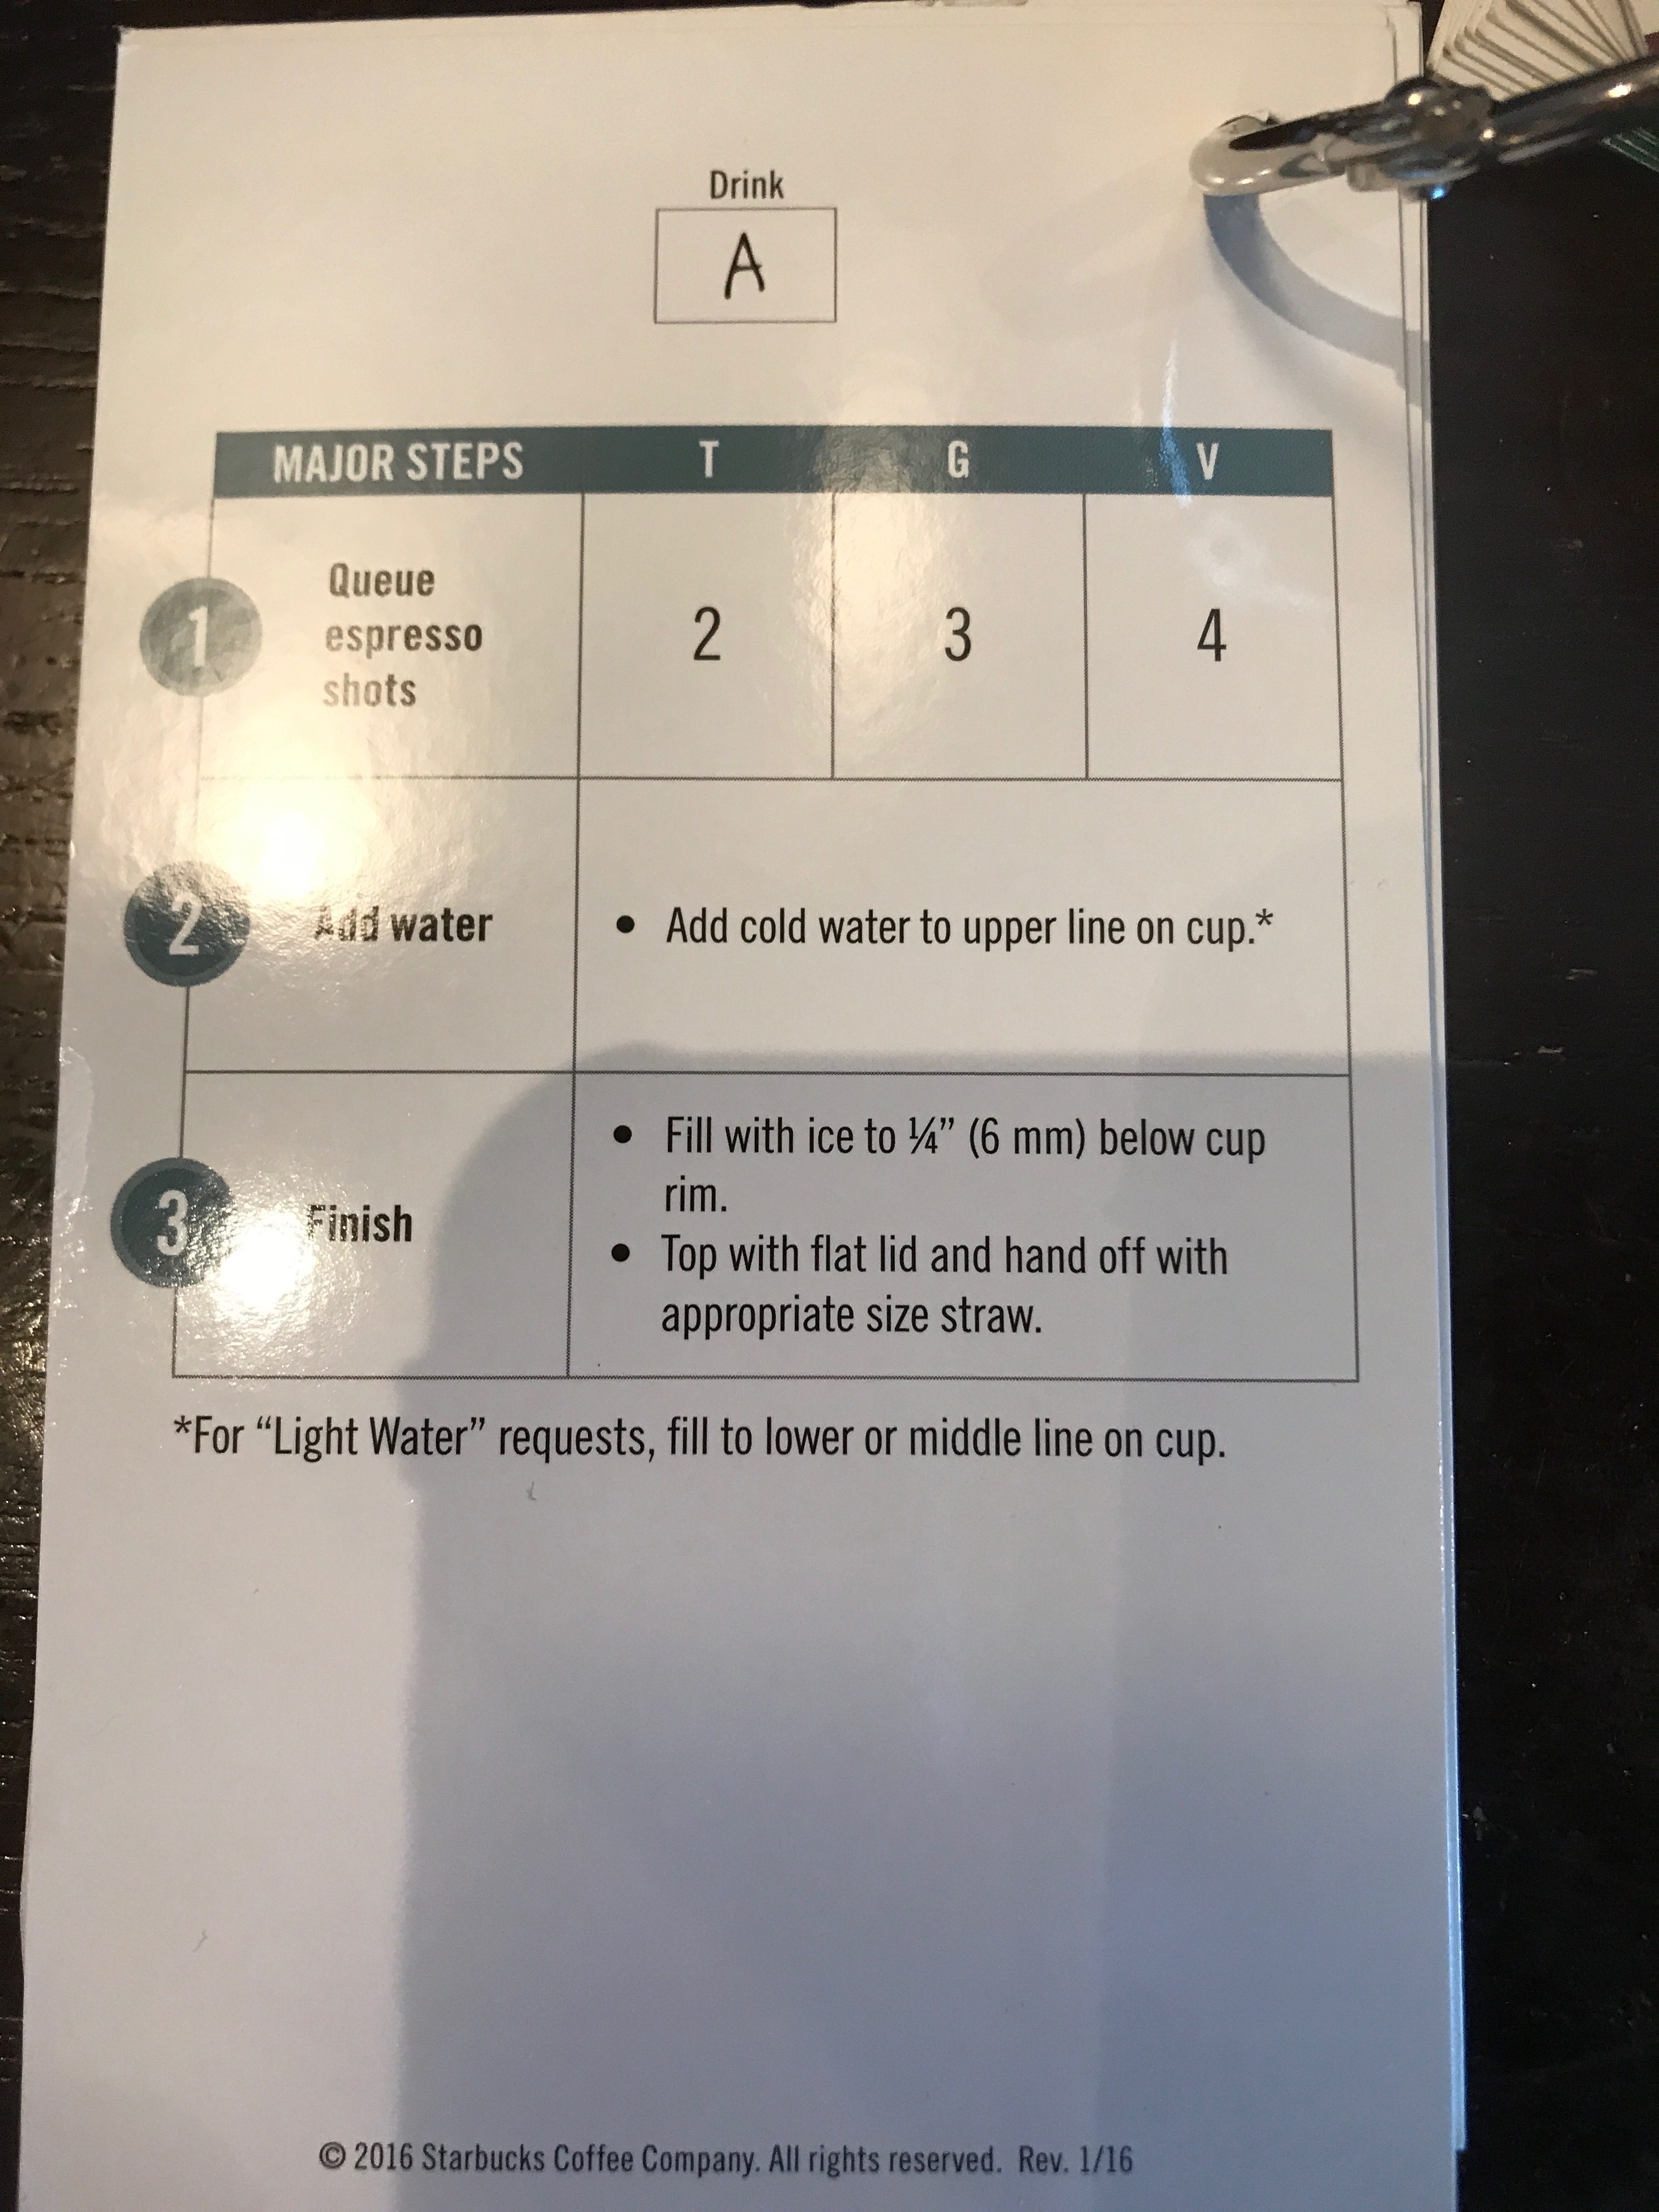 Drink
A
MAJOR STEPS T G V
1 Queue
espresso
shots
2 3 4
2 Add water
• Add cold water to upper line on cup.*
3 Finish
• Fill with ice to ¼” (6 mm) below cup
rim.
• Top with flat lid and hand off with
appropriate size straw.
*For “Light Water” requests, fill to lower or middle line on cup.
© 2016 Starbucks Coffee Company. All rights reserved. Rev. 1/16